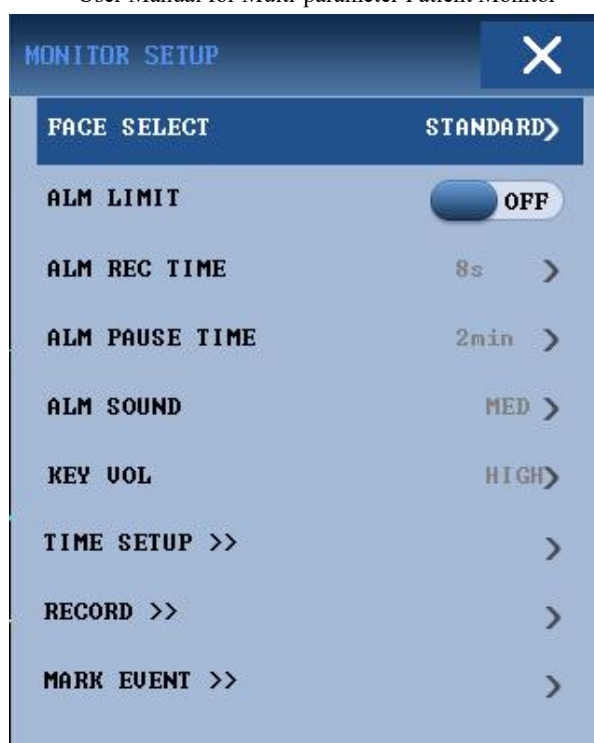 User Manual for Multi-parameter Patient Monitor
MONITOR SETUP
FACE SELECT STANDARD
ALM LIMIT OFF
ALM REC TIME 8s
ALM PAUSE TIME 2min
ALM SOUND MED
KEY VOL HIGH
TIME SETUP >>
RECORD >>
MARK EVENT >>